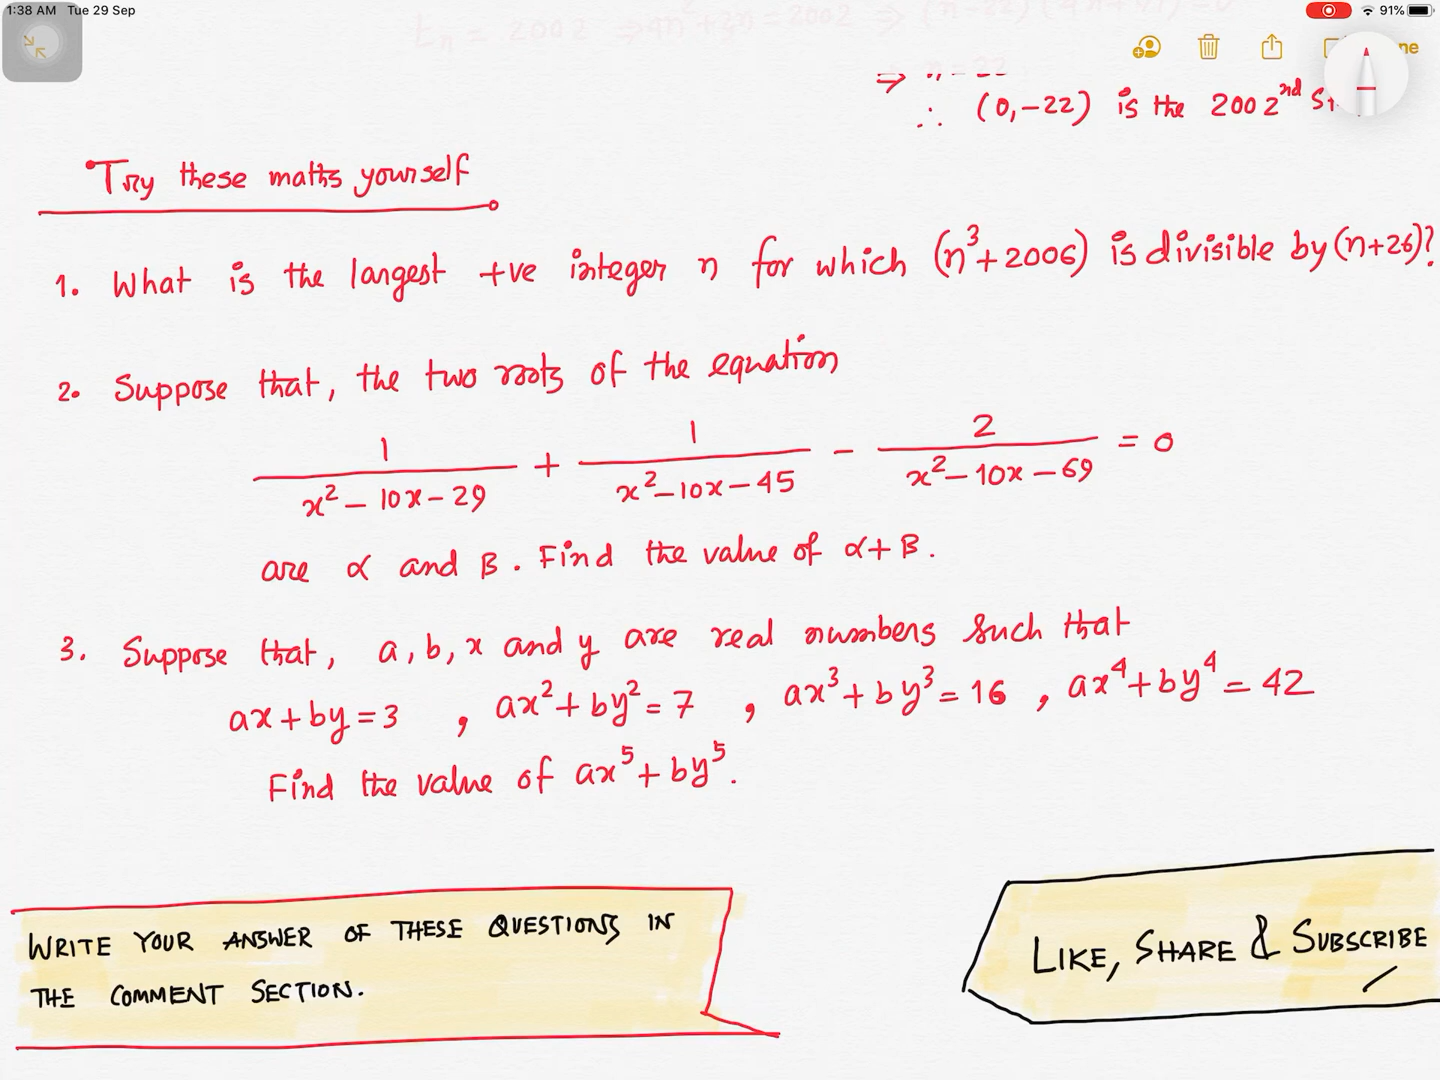 1:38 AM Tue 29 Sep
91%
∴ (0,-22) is the 2002nd
Try these maths yourself
1. What is the largest +ve integer n for which (n³+2006) is divisible by (n+26)?
2. Suppose that, the two roots of the equation
1/(x²-10x-29) + 1/(x²-10x-45) - 2/(x²-10x-69) = 0
are α and β. Find the value of α+β.
3. Suppose that, a, b, x and y are real numbers such that
ax+by=3 , ax²+by²=7 , ax³+by³=16 , ax⁴+by⁴=42
Find the value of ax⁵+by⁵.
WRITE YOUR ANSWER OF THESE QUESTIONS IN
THE COMMENT SECTION.
LIKE, SHARE & SUBSCRIBE